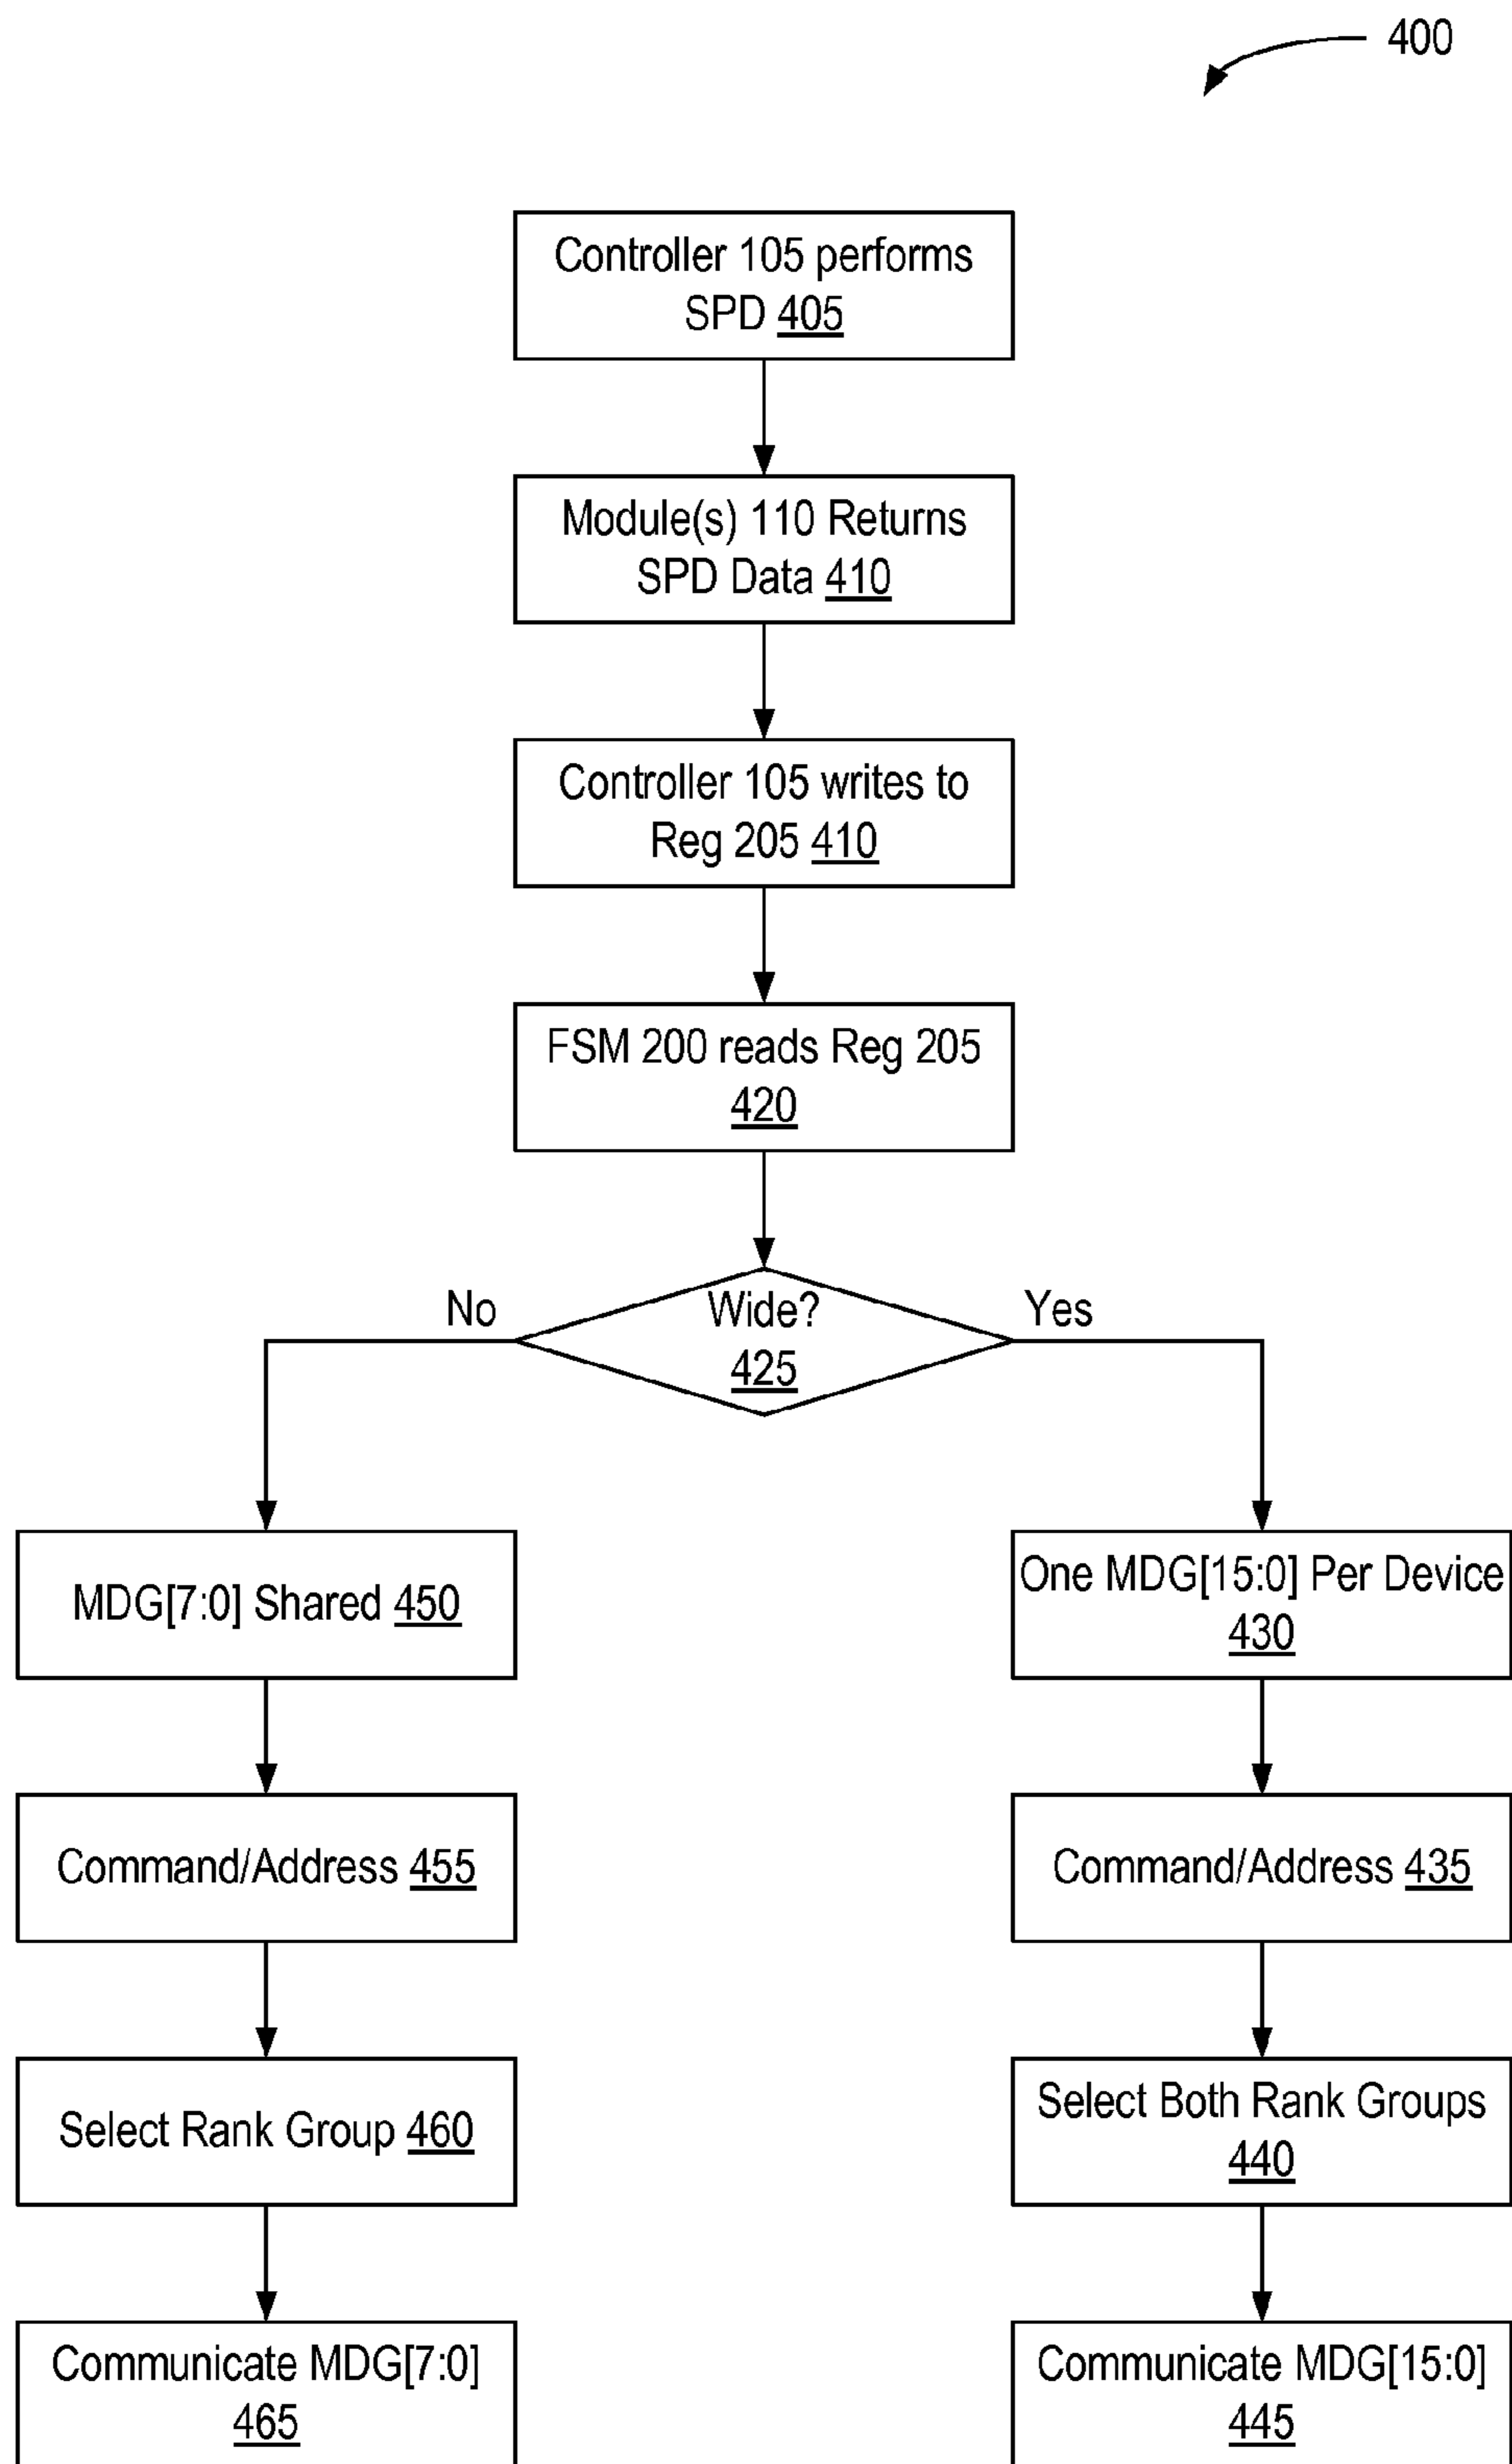 400
Controller 105 performs
SPD 405
Module(s) 110 Returns
SPD Data 410
Controller 105 writes to
Reg 205 410
FSM 200 reads Reg 205
420
No
Wide?
425
Yes
MDG[7:0] Shared 450
One MDG[15:0] Per Device
430
Command/Address 455
Command/Address 435
Select Rank Group 460
Select Both Rank Groups
440
Communicate MDG[7:0]
465
Communicate MDG[15:0]
445